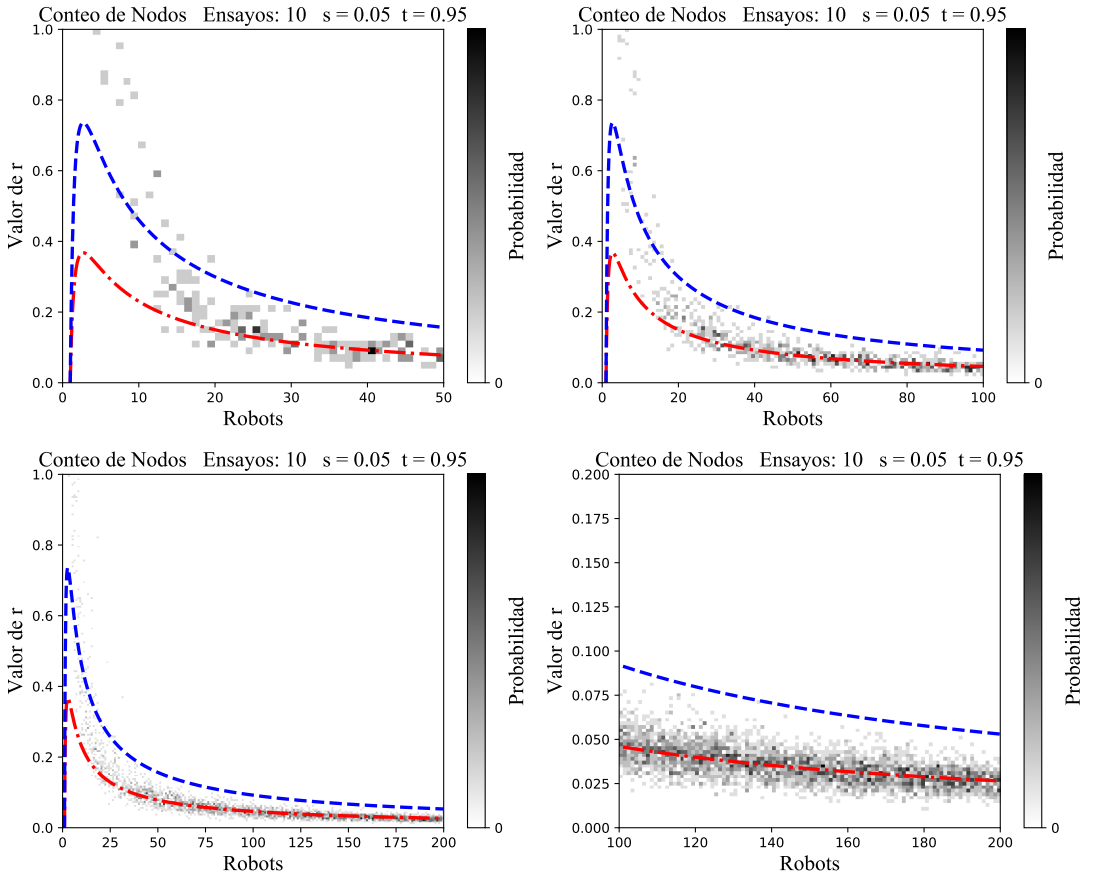 Conteo de Nodos Ensayos: 10 s = 0.05 t = 0.95
1.0
0.8
0.6
0.4
0.2
0.0
Valor de r
0 10 20 30 40 50
Robots
Probabilidad
0
Conteo de Nodos Ensayos: 10 s = 0.05 t = 0.95
1.0
0.8
0.6
0.4
0.2
0.0
Valor de r
0 20 40 60 80 100
Robots
Probabilidad
0
Conteo de Nodos Ensayos: 10 s = 0.05 t = 0.95
1.0
0.8
0.6
0.4
0.2
0.0
Valor de r
0 25 50 75 100 125 150 175 200
Robots
Probabilidad
0
Conteo de Nodos Ensayos: 10 s = 0.05 t = 0.95
0.200
0.175
0.150
0.125
0.100
0.075
0.050
0.025
0.000
Valor de r
100 120 140 160 180 200
Robots
Probabilidad
0